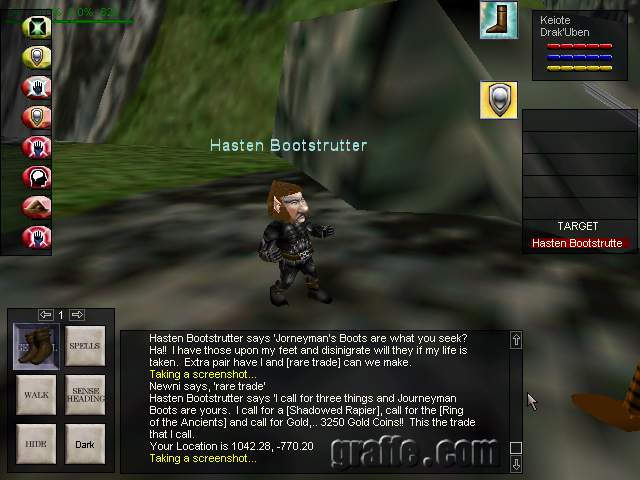 Keiote
Drak'Uben
Hasten Bootstrutter
TARGET
Hasten Bootstrutte
1
SPELLS
WALK
SENSE
HEADING
HIDE
Dark
Hasten Bootstrutter says 'Jorneyman's Boots are what you seek?
Ha!! I have those upon my feet and disinigrate will they if my life is
taken. Extra pair have I and [rare trade] can we make.
Taking a screenshot...
Newni says, 'rare trade'
Hasten Bootstrutter says 'I call for three things and Journeyman
Boots are yours. I call for a [Shadowed Rapier], call for the [Ring
of the Ancients] and call for Gold,.. 3250 Gold Coins!! This the trade
that I call.
Your Location is 1042.28, -770.20
Taking a screenshot...
graffe.com